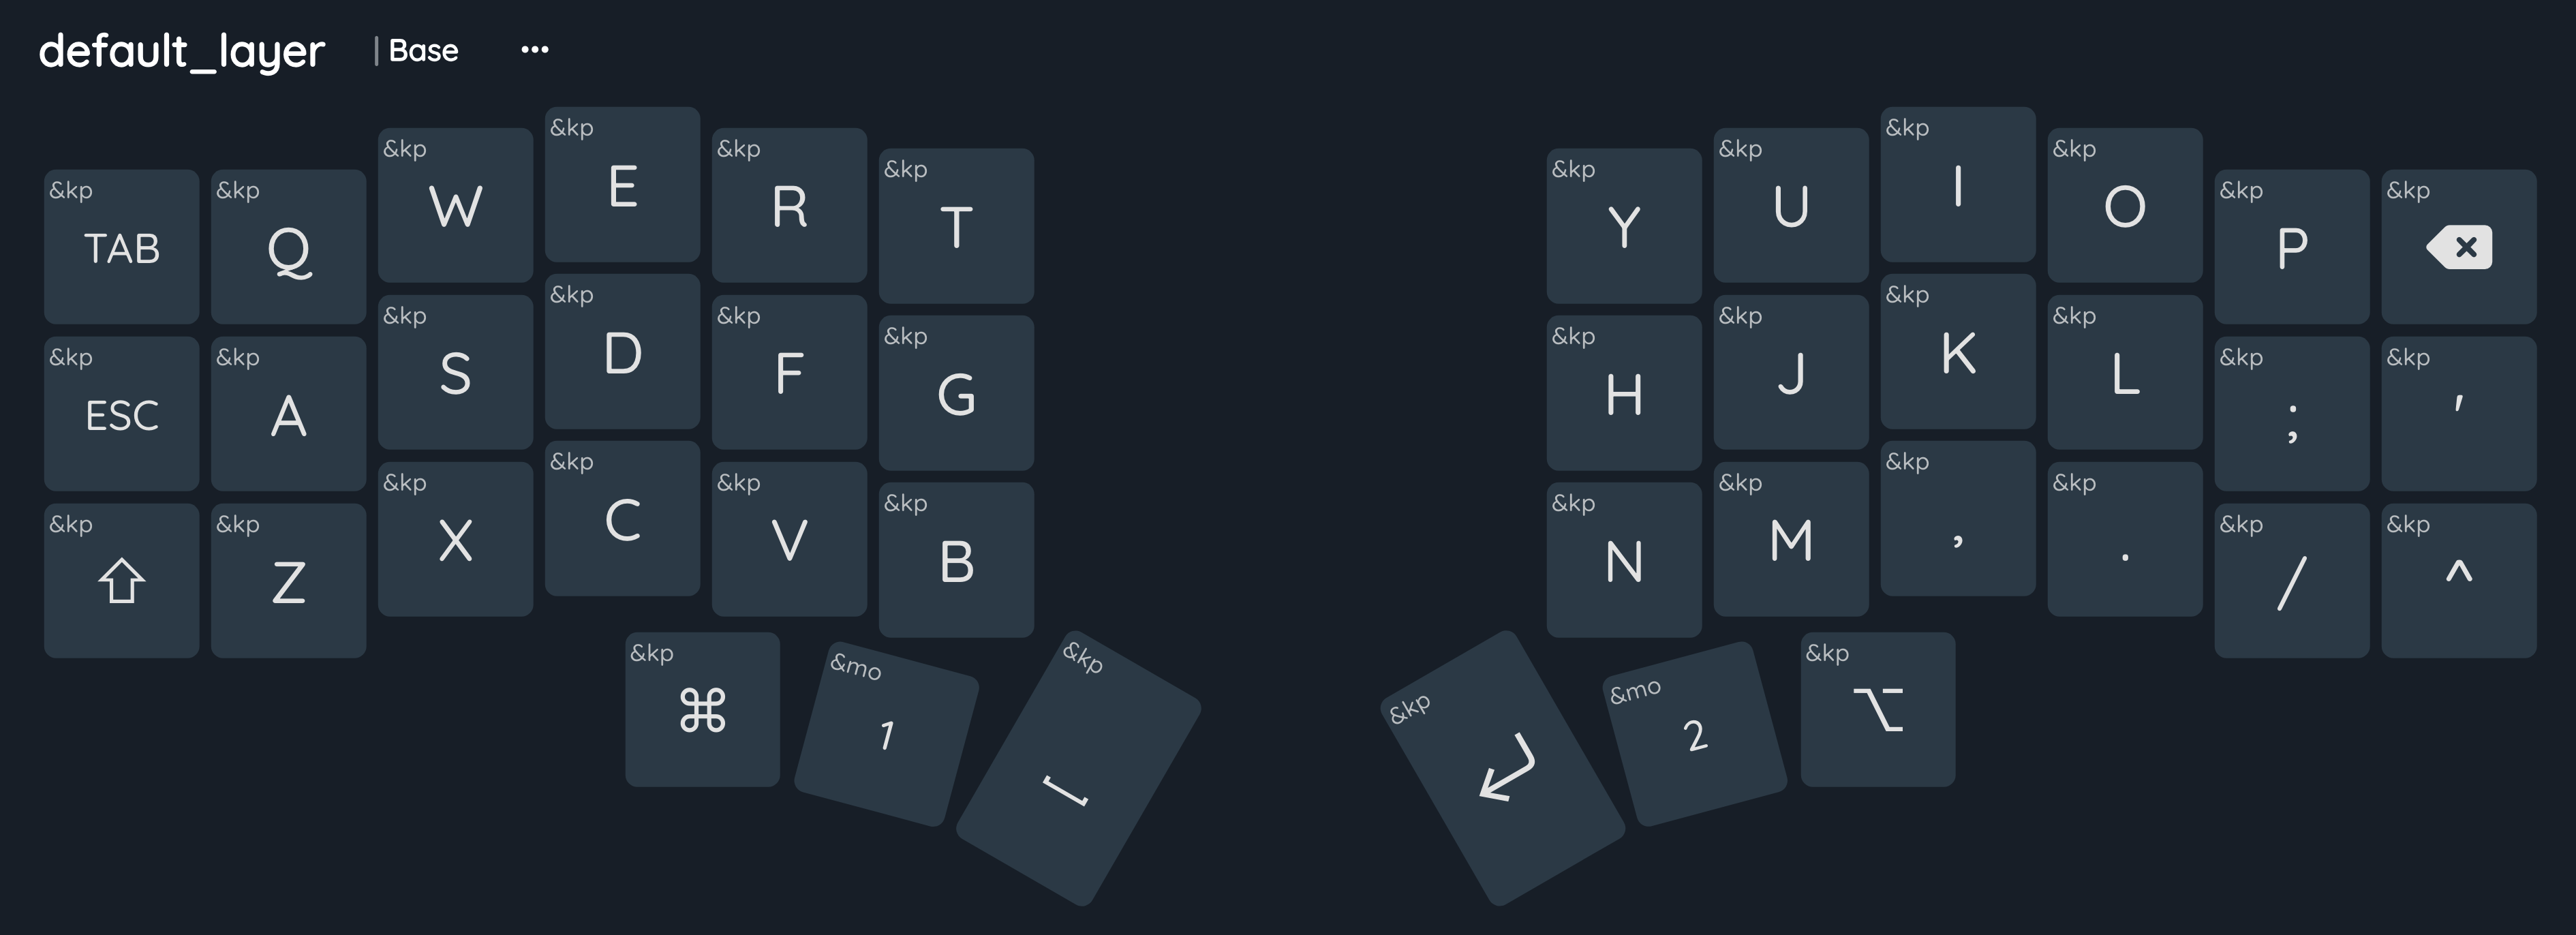 default_layer | Base •••
&kp &kp &kp &kp &kp &kp &kp &kp &kp &kp &kp &kp
TAB Q W E R T Y U I O P ⌫
&kp &kp &kp &kp &kp &kp &kp &kp &kp &kp &kp &kp
ESC A S D F G H J K L ; '
&kp &kp &kp &kp &kp &kp &kp &kp &kp &kp &kp &kp
⇧ Z X C V B N M , . / ^
&kp &mo &kp &kp &mo &kp
⌘ 1 ⎵ ↵ 2 ⌥